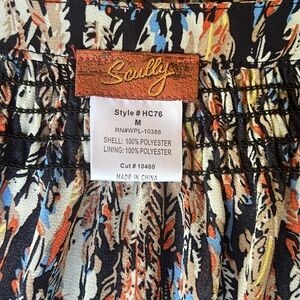 Scully
Style # HC76
M
RN#WPL-10388
SHELL: 100% POLYESTER
LINING: 100% POLYESTER
Cut # 10460
MADE IN CHINA